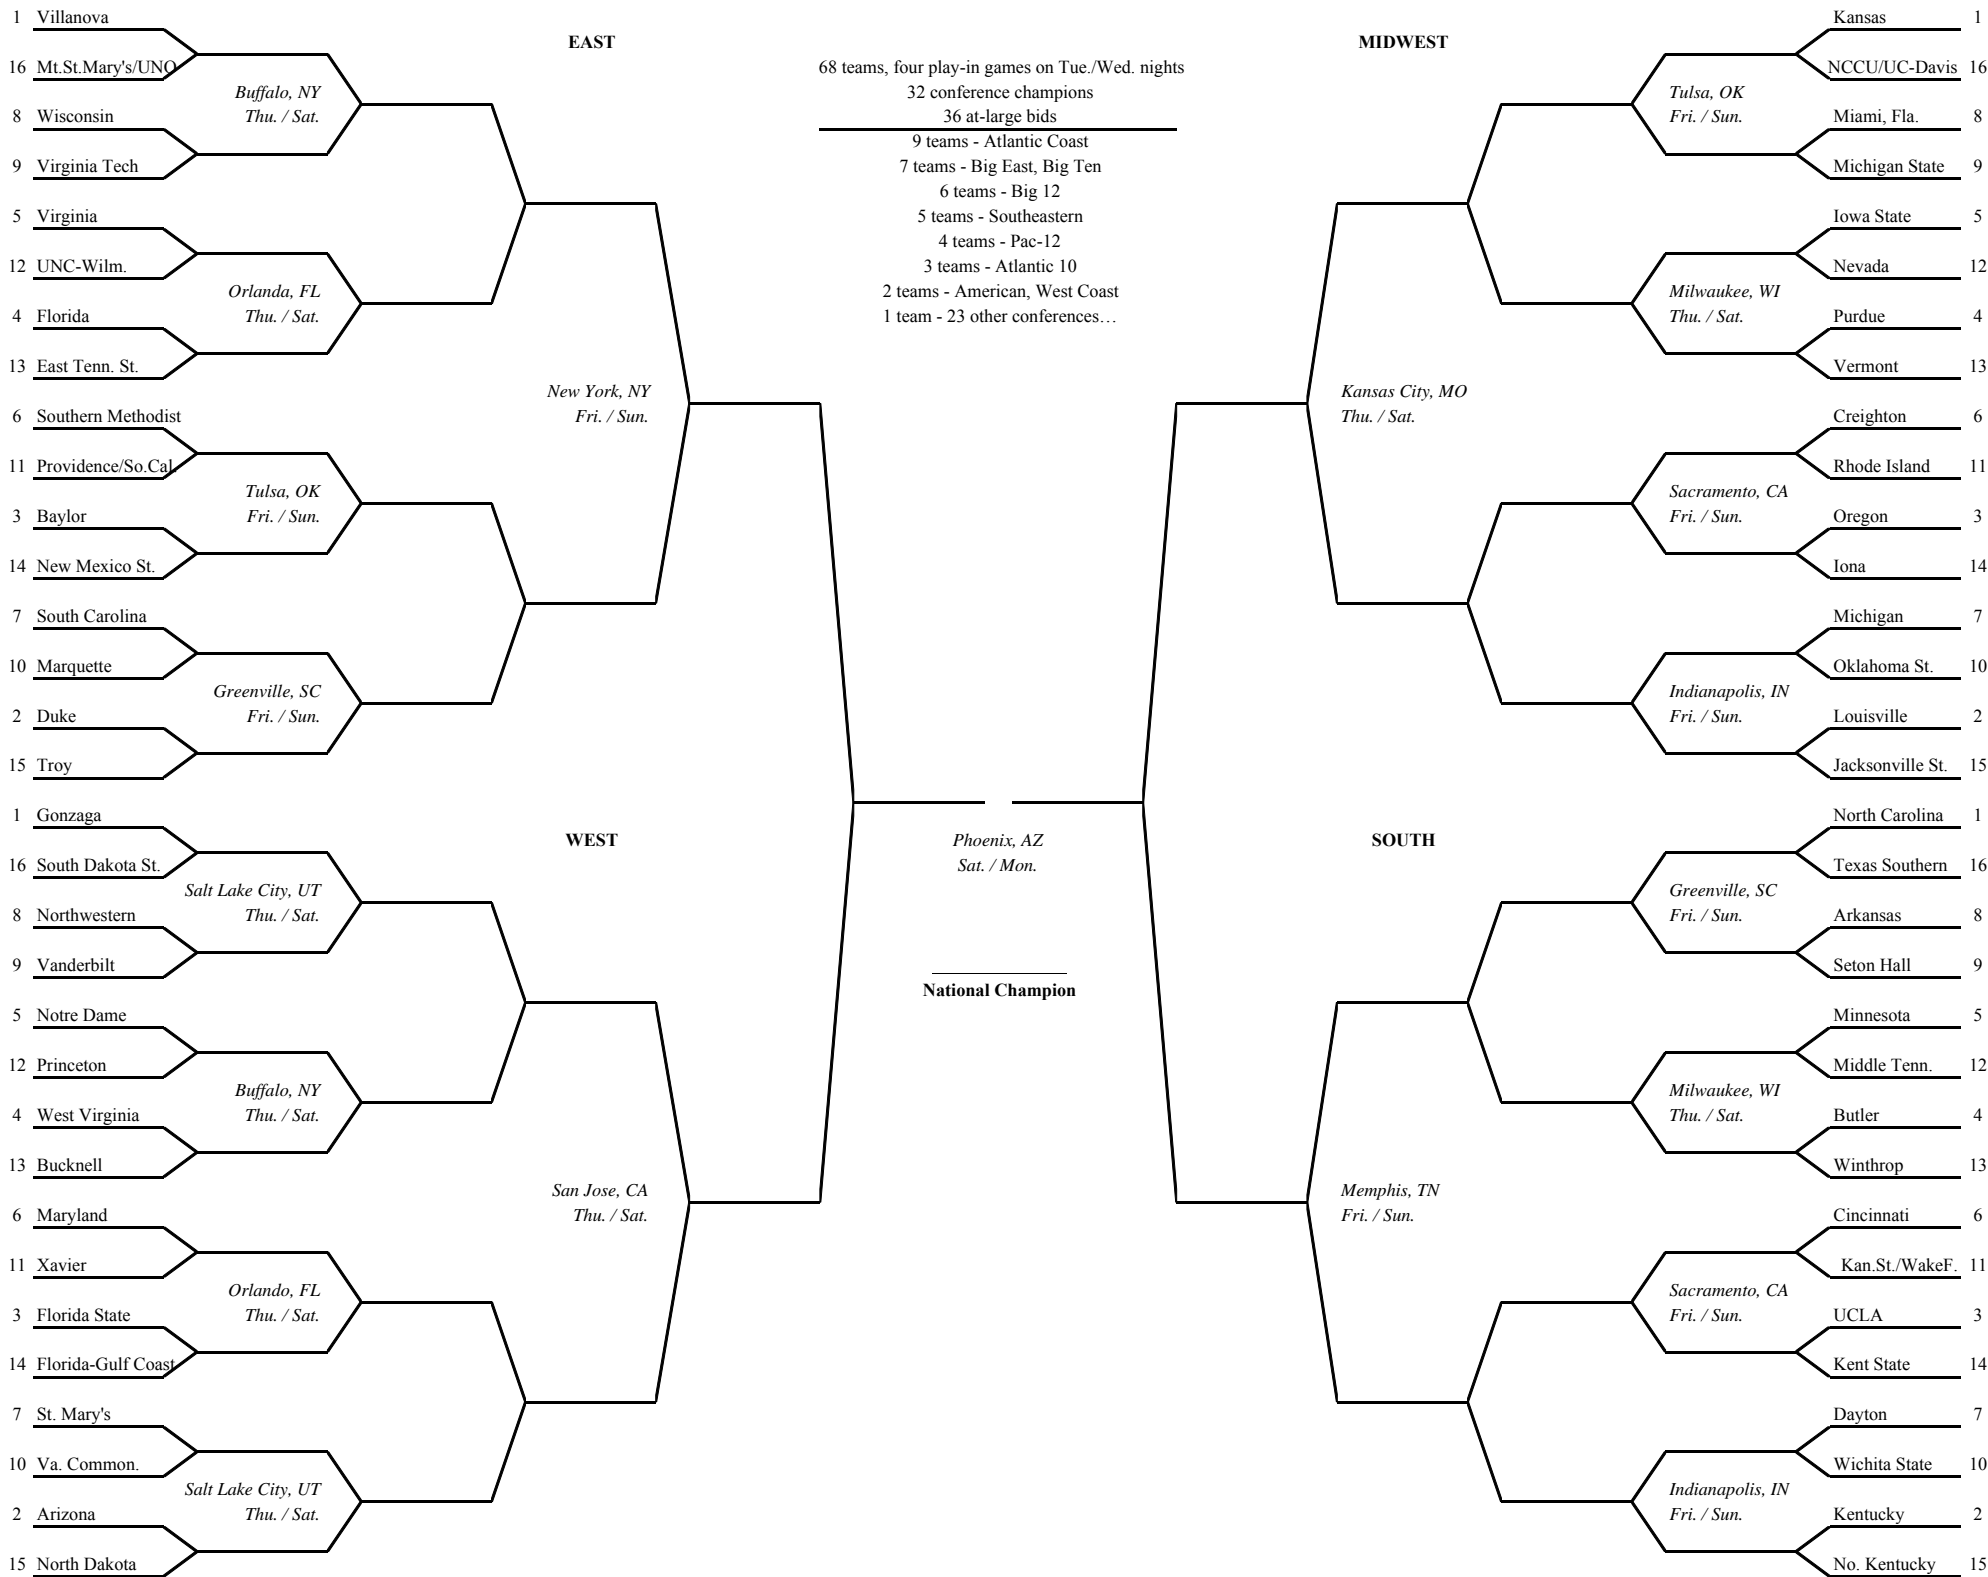 EAST
1 Villanova
16 Mt.St.Mary's/UNO
Buffalo, NY
Thu. / Sat.
8 Wisconsin
9 Virginia Tech
5 Virginia
12 UNC-Wilm.
Orlanda, FL
Thu. / Sat.
4 Florida
13 East Tenn. St.
New York, NY
Fri. / Sun.
6 Southern Methodist
11 Providence/So.Cal.
Tulsa, OK
Fri. / Sun.
3 Baylor
14 New Mexico St.
7 South Carolina
10 Marquette
Greenville, SC
Fri. / Sun.
2 Duke
15 Troy
WEST
1 Gonzaga
16 South Dakota St.
Salt Lake City, UT
Thu. / Sat.
8 Northwestern
9 Vanderbilt
5 Notre Dame
12 Princeton
Buffalo, NY
Thu. / Sat.
4 West Virginia
13 Bucknell
San Jose, CA
Thu. / Sat.
6 Maryland
11 Xavier
Orlando, FL
Thu. / Sat.
3 Florida State
14 Florida-Gulf Coast
7 St. Mary's
10 Va. Common.
Salt Lake City, UT
Thu. / Sat.
2 Arizona
15 North Dakota
68 teams, four play-in games on Tue./Wed. nights
32 conference champions
36 at-large bids
9 teams - Atlantic Coast
7 teams - Big East, Big Ten
6 teams - Big 12
5 teams - Southeastern
4 teams - Pac-12
3 teams - Atlantic 10
2 teams - American, West Coast
1 team - 23 other conferences…
Phoenix, AZ
Sat. / Mon.
National Champion
MIDWEST
Kansas 1
NCCU/UC-Davis 16
Tulsa, OK
Fri. / Sun.
Miami, Fla. 8
Michigan State 9
Iowa State 5
Nevada 12
Milwaukee, WI
Thu. / Sat.
Purdue 4
Vermont 13
Kansas City, MO
Thu. / Sat.
Creighton 6
Rhode Island 11
Sacramento, CA
Fri. / Sun.
Oregon 3
Iona 14
Michigan 7
Oklahoma St. 10
Indianapolis, IN
Fri. / Sun.
Louisville 2
Jacksonville St. 15
SOUTH
North Carolina 1
Texas Southern 16
Greenville, SC
Fri. / Sun.
Arkansas 8
Seton Hall 9
Minnesota 5
Middle Tenn. 12
Milwaukee, WI
Thu. / Sat.
Butler 4
Winthrop 13
Memphis, TN
Fri. / Sun.
Cincinnati 6
Kan.St./WakeF. 11
Sacramento, CA
Fri. / Sun.
UCLA 3
Kent State 14
Dayton 7
Wichita State 10
Indianapolis, IN
Fri. / Sun.
Kentucky 2
No. Kentucky 15